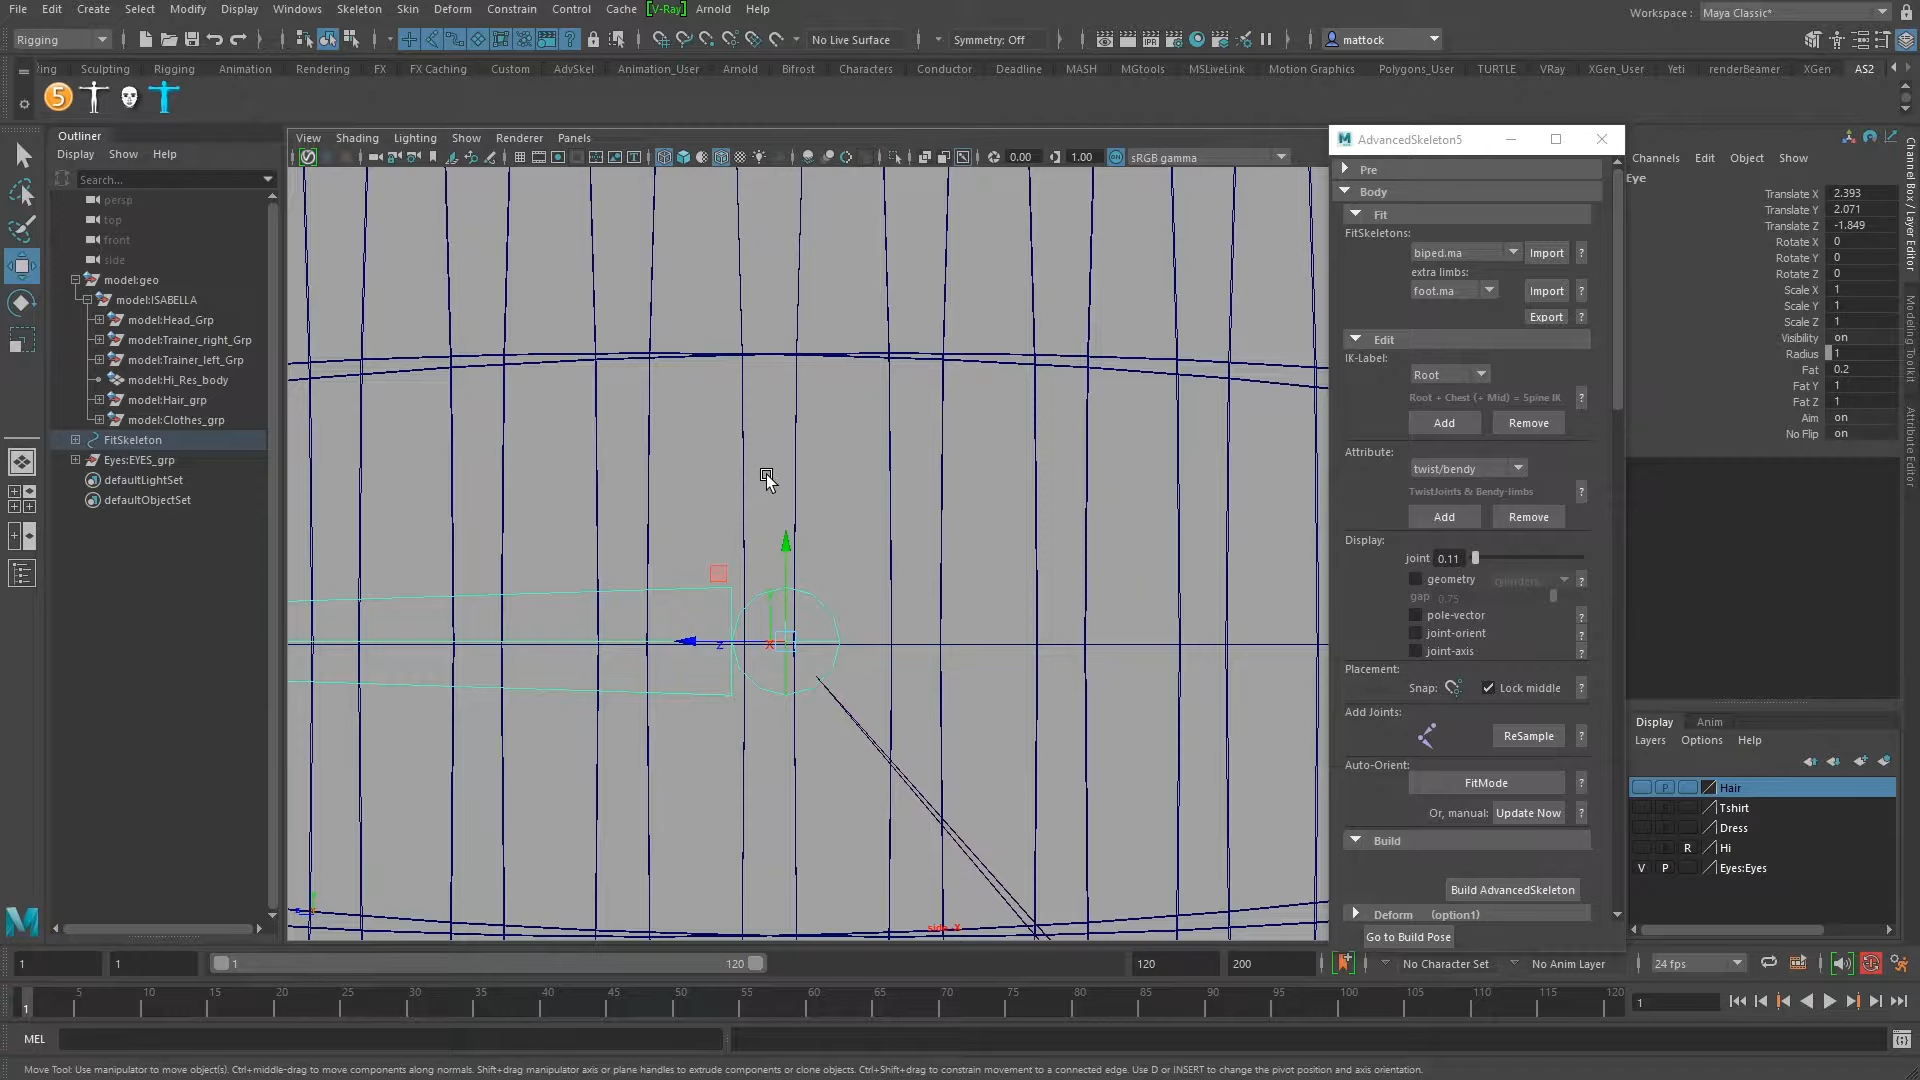 File Edit Create Select Modify Display Windows Skeleton Skin Deform Constrain Control Cache [V-Ray] Arnold Help
Workspace : Maya Classic*
Rigging No Live Surface Symmetry: Off mattock
Sculpting Rigging Animation Rendering FX FX Caching Custom AdvSkel Animation_User Arnold Bifrost Characters Conductor Deadline MASH MGtools MSLiveLink Motion Graphics Polygons_User TURTLE VRay XGen_User Yeti renderBeamer XGen AS2
5
Outliner
Display Show Help
Search...
persp
top
front
side
model:geo
model:ISABELLA
model:Head_Grp
model:Trainer_right_Grp
model:Trainer_left_Grp
model:Hi_Res_body
model:Hair_grp
model:Clothes_grp
FitSkeleton
Eyes:EYES_grp
defaultLightSet
defaultObjectSet
View Shading Lighting Show Renderer Panels
0.00 1.00 sRGB gamma
z x
side -X
AdvancedSkeleton5
Pre
Body
Fit
FitSkeletons:
biped.ma Import ?
extra limbs:
foot.ma Import ?
Export ?
Edit
IK-Label:
Root
Root + Chest (+ Mid) = Spine IK ?
Add Remove
Attribute:
twist/bendy
TwistJoints & Bendy-limbs ?
Add Remove
Display:
joint 0.11
geometry cylinders ?
gap 0.75
pole-vector ?
joint-orient ?
joint-axis ?
Placement:
Snap: Lock middle ?
Add Joints:
ReSample ?
Auto-Orient:
FitMode ?
Or, manual: Update Now ?
Build
Build AdvancedSkeleton
Deform (option1)
Go to Build Pose
Channels Edit Object Show
Eye
Translate X 2.393
Translate Y 2.071
Translate Z -1.849
Rotate X 0
Rotate Y 0
Rotate Z 0
Scale X 1
Scale Y 1
Scale Z 1
Visibility on
Radius 1
Fat 0.2
Fat Y 1
Fat Z 1
Aim on
No Flip on
Channel Box / Layer Editor
Modeling Toolkit
Attribute Editor
Display Anim
Layers Options Help
P Hair
Tshirt
Dress
R Hi
V P Eyes:Eyes
1 1 1 120 120 200 No Character Set No Anim Layer 24 fps
1 5 10 15 20 25 30 35 40 45 50 55 60 65 70 75 80 85 90 95 100 105 110 115 120 1
MEL
Move Tool: Use manipulator to move object(s). Ctrl+middle-drag to move components along normals. Shift+drag manipulator axis or plane handles to extrude components or clone objects. Ctrl+Shift+drag to constrain movement to a connected edge. Use D or INSERT to change the pivot position and axis orientation.